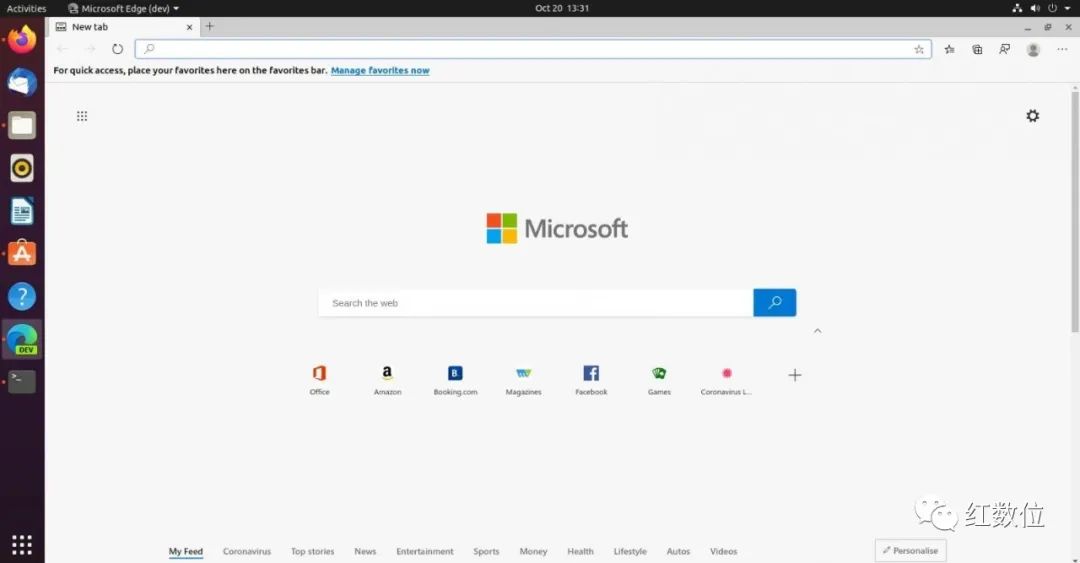 Activities Microsoft Edge (dev) Oct 20 13:31
New tab
For quick access, place your favorites here on the favorites bar. Manage favorites now
Microsoft
Search the web
Office Amazon Booking.com Magazines Facebook Games Coronavirus L...
My Feed Coronavirus Top stories News Entertainment Sports Money Health Lifestyle Autos Videos Personalise
DEV
红数位